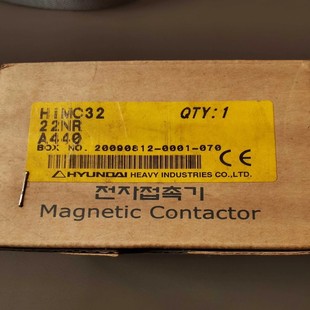 HiMC32 QTY:1
22NR
A440
BOX NO. 20090812-0001-070
HYUNDAI HEAVY INDUSTRIES CO.,LTD. CE
전자접촉기
Magnetic Contactor